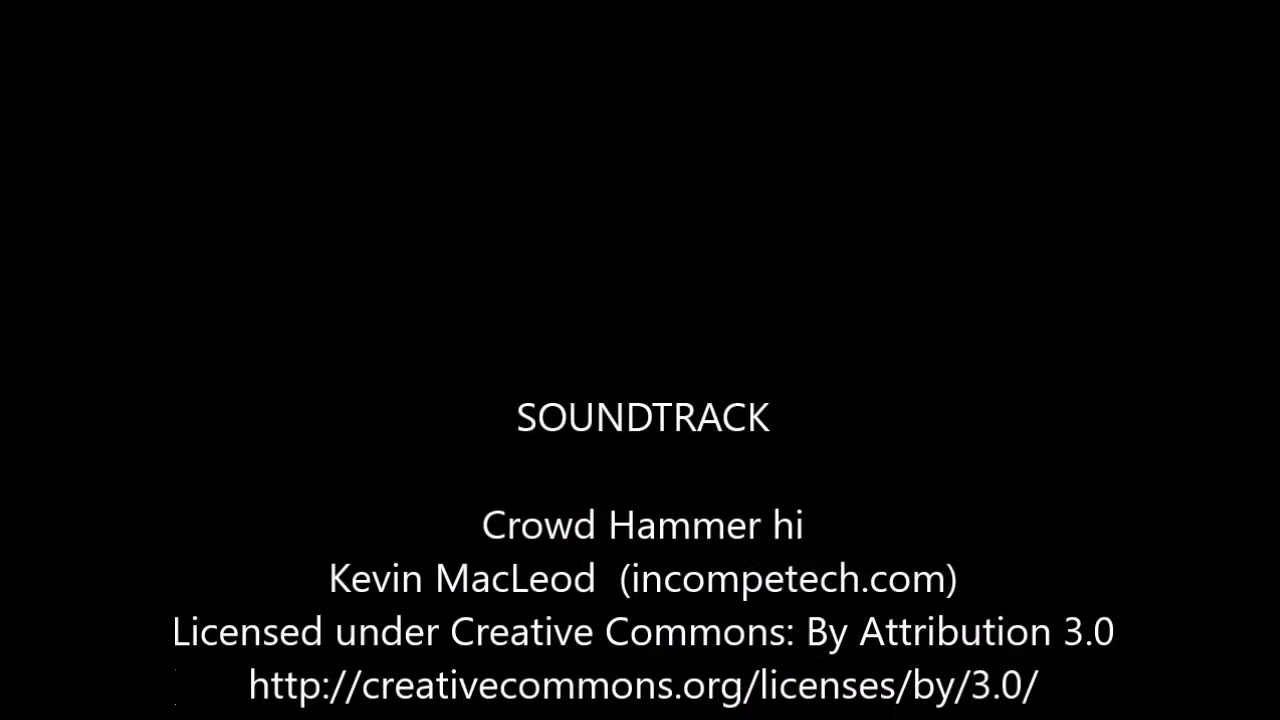 SOUNDTRACK
Crowd Hammer hi
Kevin MacLeod  (incompetech.com)
Licensed under Creative Commons: By Attribution 3.0
http://creativecommons.org/licenses/by/3.0/